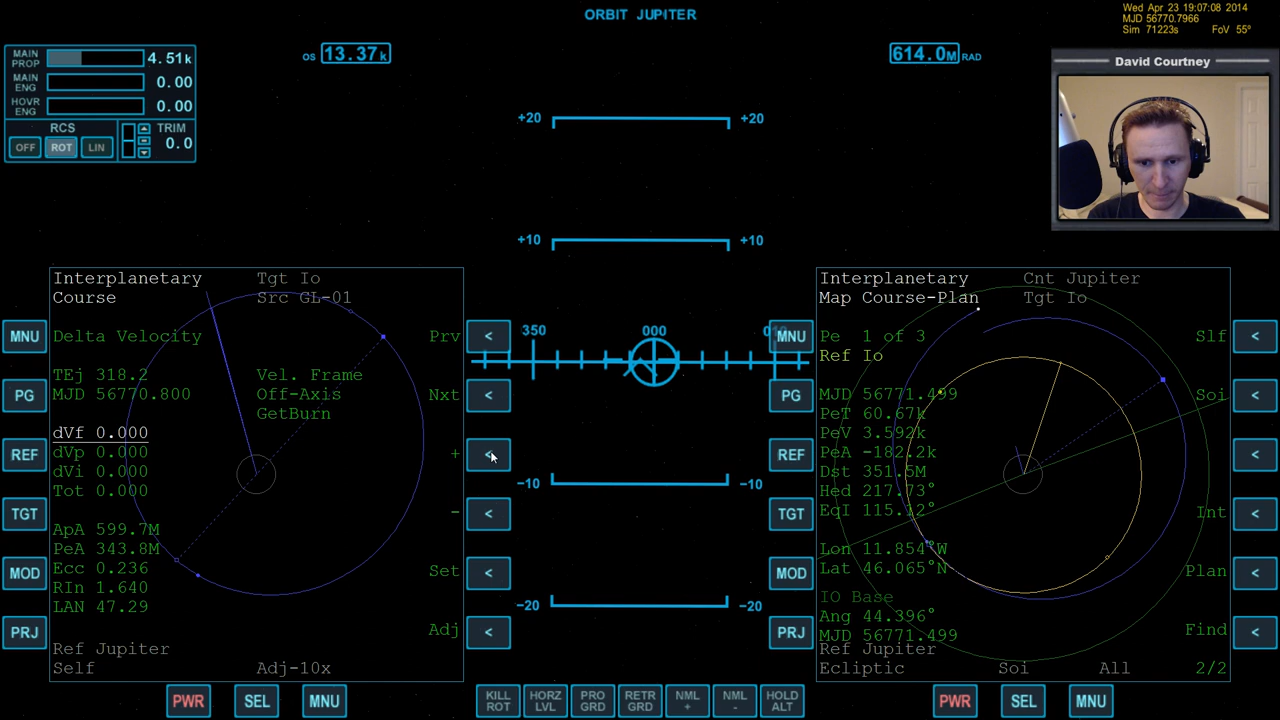 ORBIT JUPITER
Wed Apr 23 19:07:08 2014
MJD 56770.7966
Sim 71223s FoV 55°
David Courtney
MAIN PROP 4.51k
MAIN ENG 0.00
HOVR ENG 0.00
RCS
OFF ROT LIN
TRIM
0.0
OS 13.37k
614.0M RAD
+20 +20
+10 +10
350 000
-10 -10
-20 -20
Interplanetary Tgt Io
Course Src GL-01
Delta Velocity
TEj 318.2 Vel. Frame
MJD 56770.800 Off-Axis
GetBurn
dVf 0.000
dVp 0.000
dVi 0.000
Tot 0.000
ApA 599.7M
PeA 343.8M
Ecc 0.236
RIn 1.640
LAN 47.29
Ref Jupiter
Self Adj-10x
MNU
PG
REF
TGT
MOD
PRJ
Prv <
Nxt <
+ <
- <
Set <
Adj <
PWR SEL MNU
KILL ROT
HORZ LVL
PRO GRD
RETR GRD
NML +
NML -
HOLD ALT
Interplanetary Cnt Jupiter
Map Course-Plan Tgt Io
Pe 1 of 3
Ref Io
MJD 56771.499
PeT 60.67k
PeV 3.592k
PeA -182.2k
Dst 351.5M
Hed 217.73°
Lon 11.854°W
Lat 46.065°N
IO Base
Ang 44.396°
MJD 56771.499
Ref Jupiter
Ecliptic Soi All 2/2
MNU
PG
REF
TGT
MOD
PRJ
Slf <
Soi <
<
Int <
Plan <
Find <
PWR SEL MNU